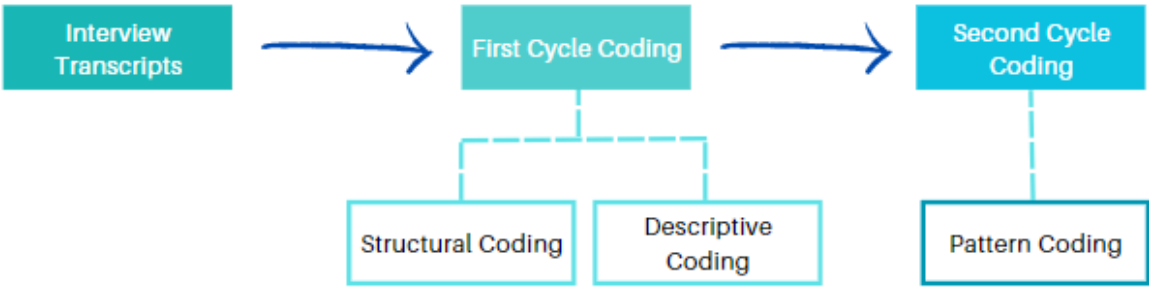 Interview
Transcripts
First Cycle Coding
Second Cycle
Coding
Structural Coding
Descriptive
Coding
Pattern Coding